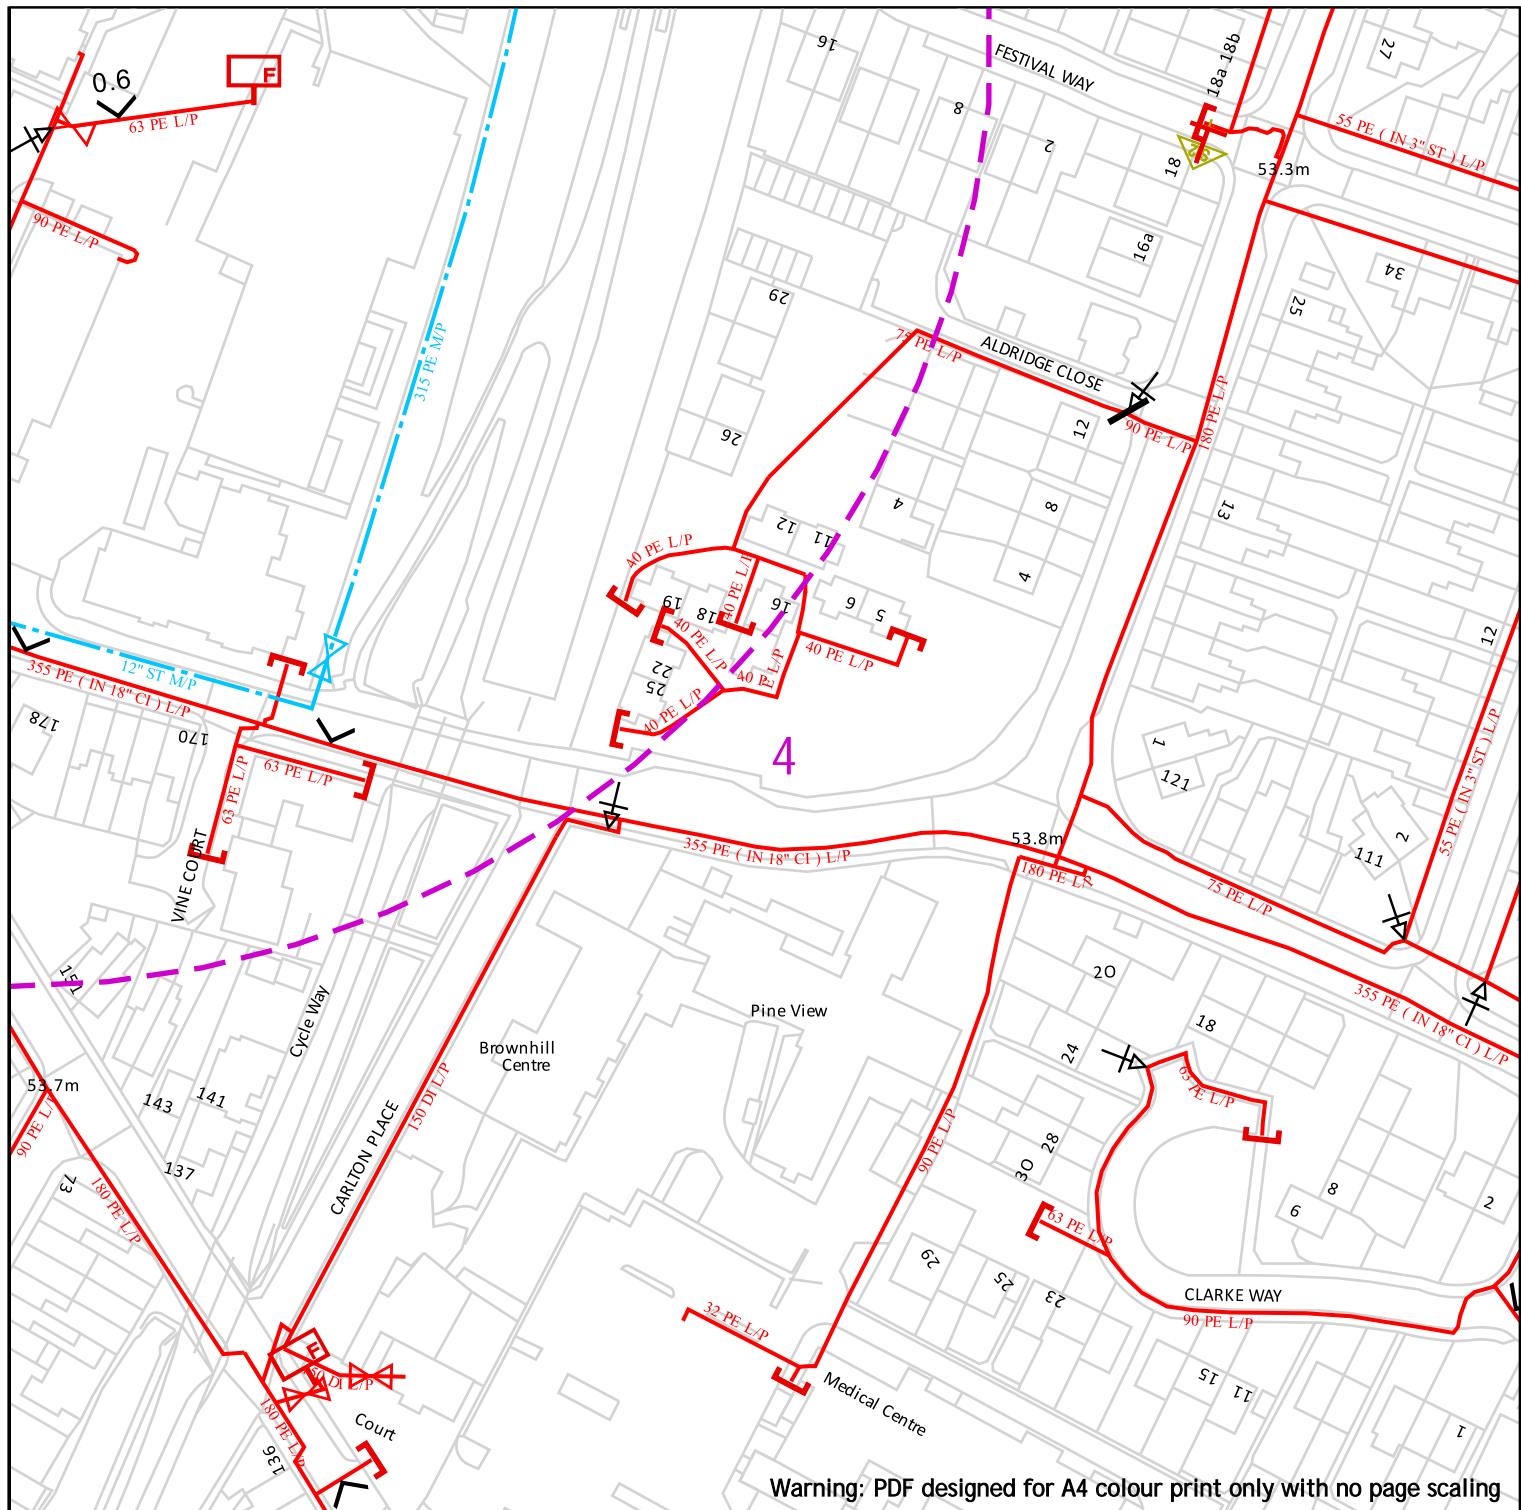 0.6
F
63 PE L/P
90 PE L/P
16
8
2
FESTIVAL WAY
18a 18b
27
18
53.3m
55 PE ( IN 3" ST ) L/P
16a
34
25
29
315 PE M/P
75 PE L/P
ALDRIDGE CLOSE
12
90 PE L/P
180 PE L/P
26
4
8
13
12
11
4
40 PE L/P
40 PE L/P
19
18
16
6
5
40 PE L/P
40 PE L/P
22
25
40 P
E L/P
40 PE L/P
12
12" ST M/P
355 PE ( IN 18" CI ) L/P
178
170
63 PE L/P
63 PE L/P
VINE COURT
4
1
121
2
111
55 PE ( IN 3" ST ) L/P
53.8m
355 PE ( IN 18" CI ) L/P
180 PE L/P
75 PE L/P
355 PE ( IN 18" CI ) L/P
151
Cycle Way
Pine View
Brownhill
Centre
20
18
24
63 PE L/P
53.7m
143
141
137
73
90 PE L/P
180 PE L/P
150 DI L/P
CARLTON PLACE
90 PE L/P
28
30
63 PE L/P
8
6
2
29
25
23
CLARKE WAY
90 PE L/P
32 PE L/P
Medical Centre
15
11
1
F
50 DI L/P
180 PE L/P
Court
136
Warning: PDF designed for A4 colour print only with no page scaling